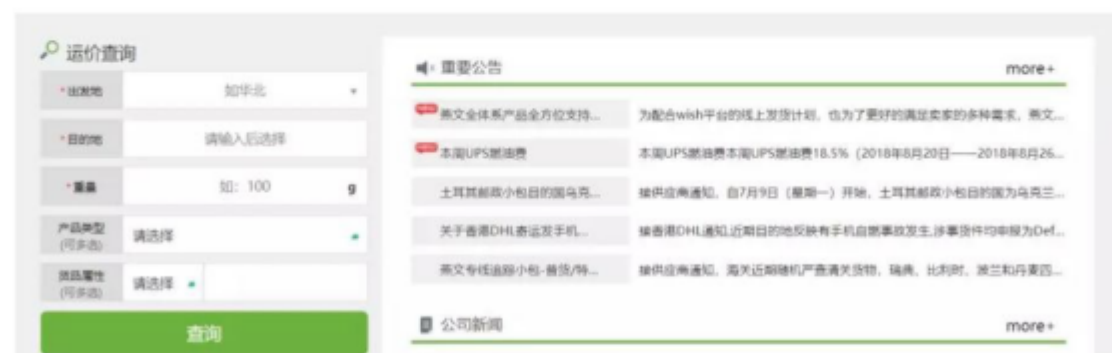 运价查询
* 出发地 如华北
* 目的地 请输入后选择
* 重量 如：100 g
产品类型
(可多选) 请选择
货品属性
(可多选) 请选择
查询
重要公告 more+
燕文全体系产品全方位支持... 为配合wish平台的线上发货计划，也为了更好的满足卖家的多种需求，燕文...
本周UPS燃油费 本周UPS燃油费本周UPS燃油费18.5%（2018年8月20日——2018年8月26...
土耳其邮政小包目的国乌克... 接供应商通知，自7月9日（星期一）开始，土耳其邮政小包目的国为乌克兰...
关于香港DHL寄运发手机... 接香港DHL通知,近期目的地反映有手机自燃事故发生,涉事货件均申报为Def...
燕文专线追踪小包-普货/特... 接供应商通知，海关近期随机严查清关货物，瑞典、比利时、波兰和丹麦四...
公司新闻 more+